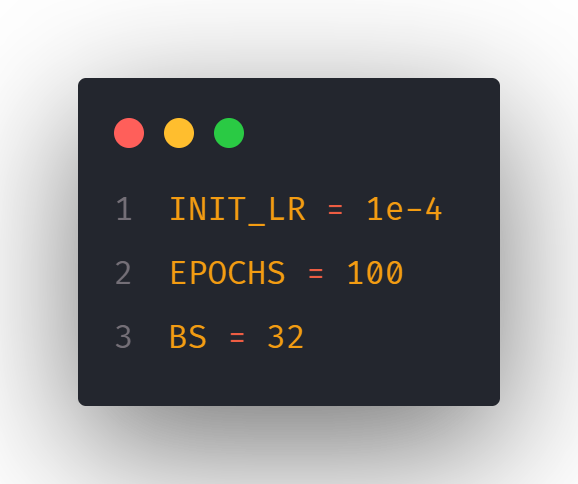 1 INIT_LR = 1e-4
2 EPOCHS = 100
3 BS = 32